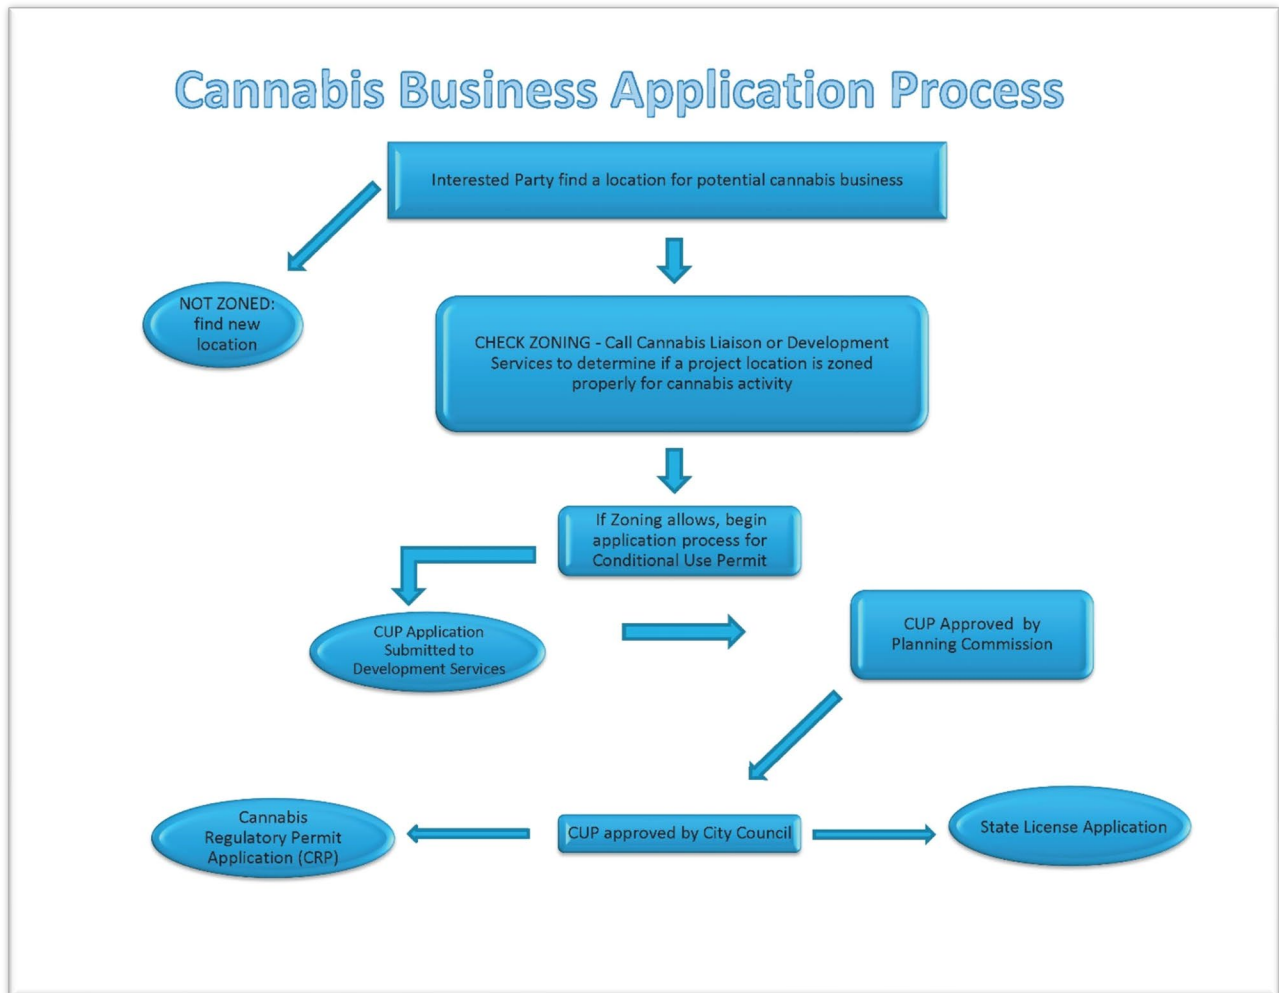 Cannabis Business Application Process
Interested Party find a location for potential cannabis business
NOT ZONED:
find new
location
CHECK ZONING - Call Cannabis Liaison or Development
Services to determine if a project location is zoned
properly for cannabis activity
If Zoning allows, begin
application process for
Conditional Use Permit
CUP Application
Submitted to
Development Services
CUP Approved by
Planning Commission
Cannabis
Regulatory Permit
Application (CRP)
CUP approved by City Council
State License Application